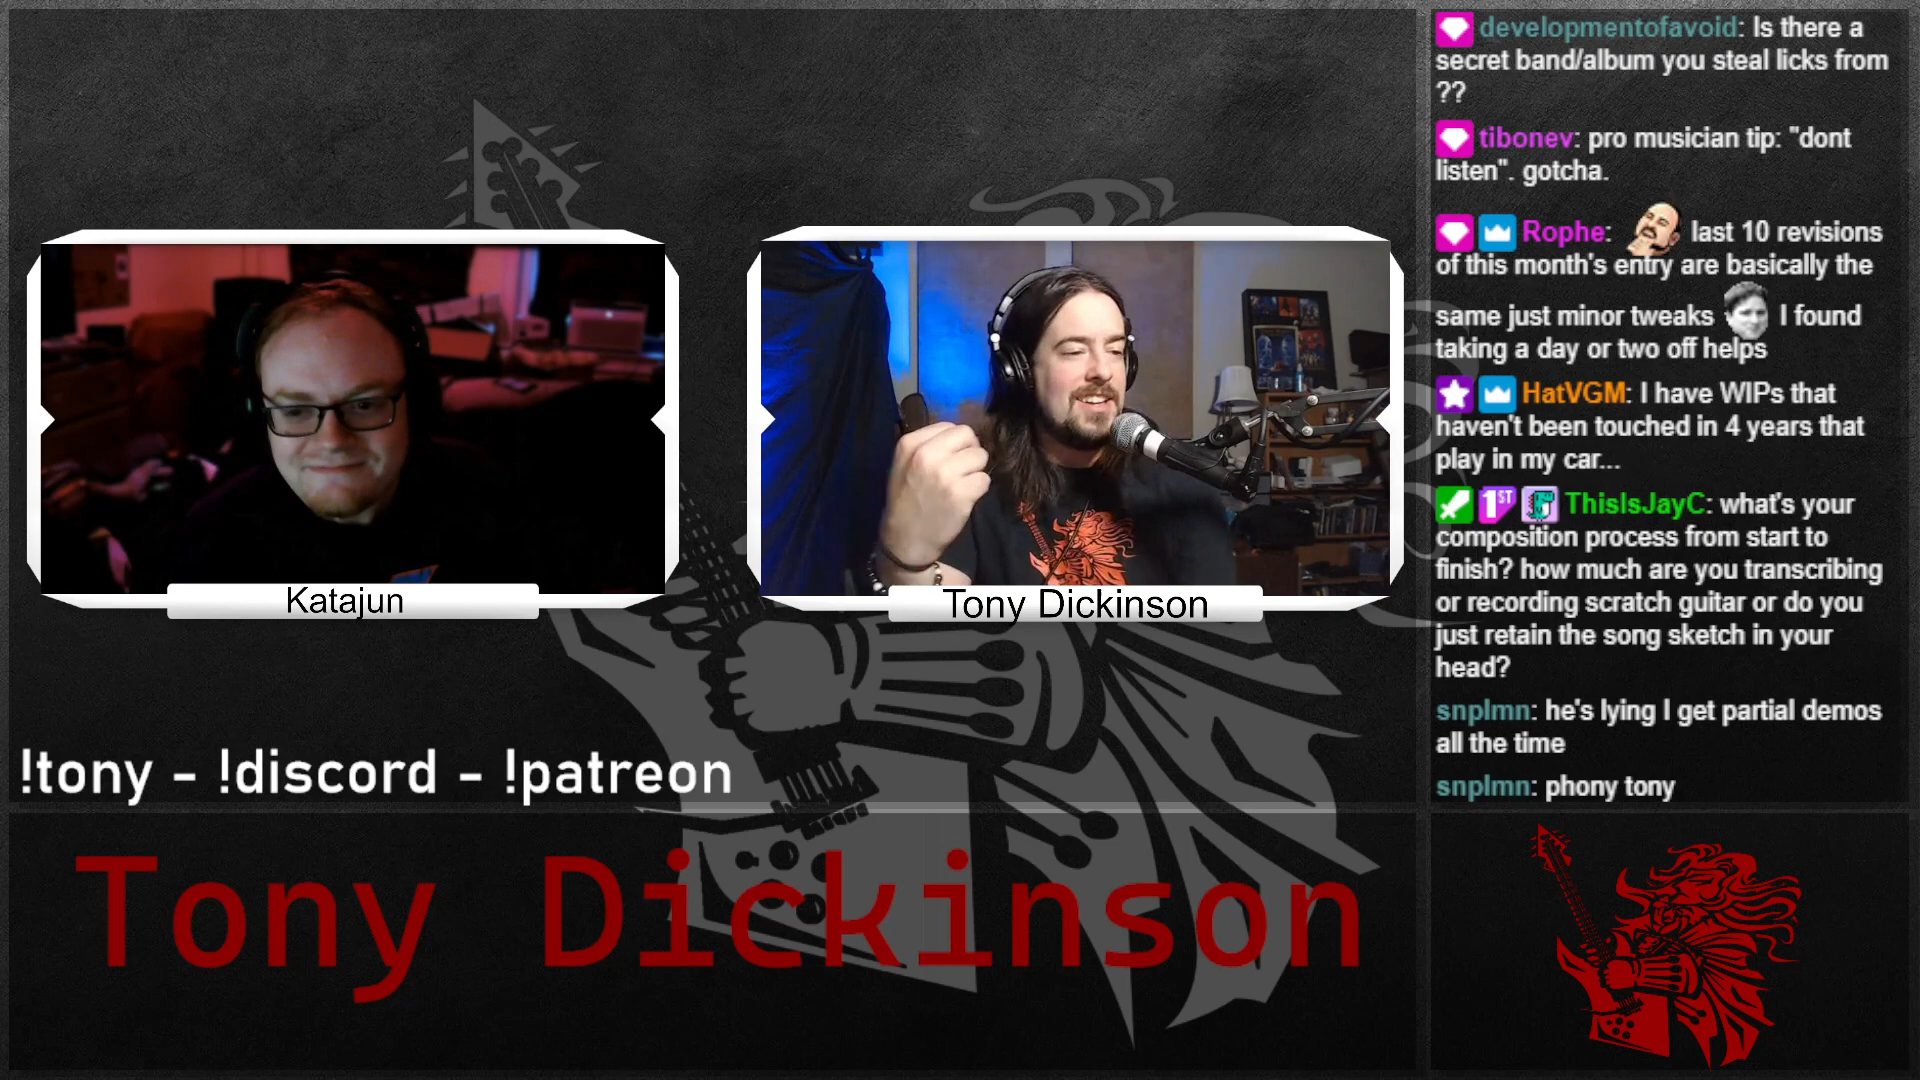 developmentofavoid: Is there a
secret band/album you steal licks from
??
tibonev: pro musician tip: "dont
listen". gotcha.
Rophe: last 10 revisions
of this month's entry are basically the
same just minor tweaks I found
taking a day or two off helps
HatVGM: I have WIPs that
haven't been touched in 4 years that
play in my car...
1ST ThisIsJayC: what's your
composition process from start to
finish? how much are you transcribing
or recording scratch guitar or do you
just retain the song sketch in your
head?
snplmn: he's lying I get partial demos
all the time
snplmn: phony tony
Katajun
Tony Dickinson
!tony - !discord - !patreon
Tony Dickinson